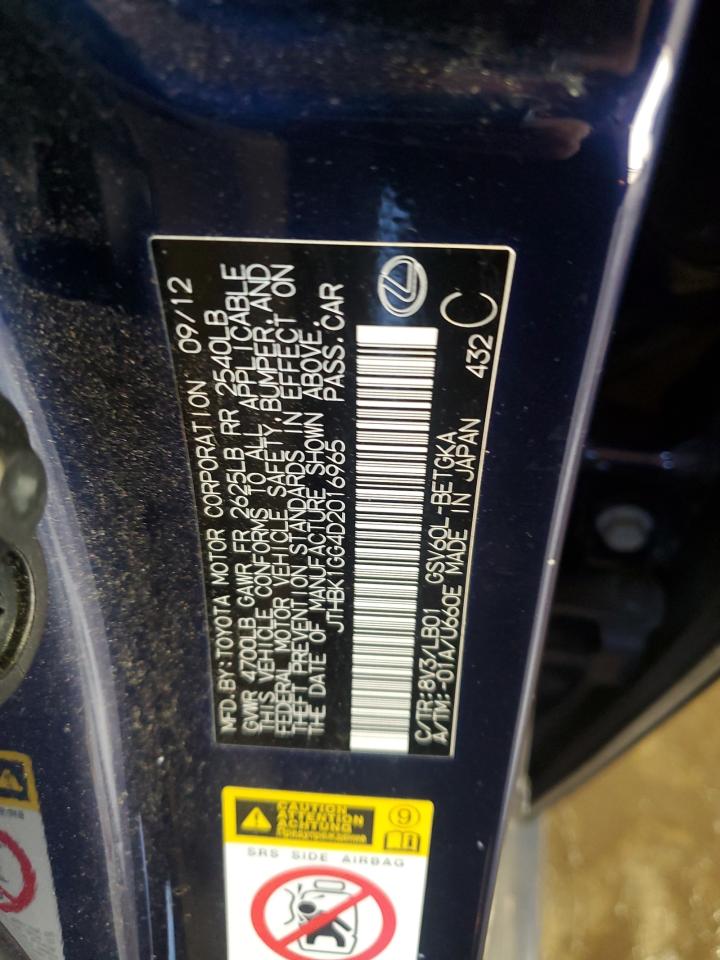 MFD.BY:TOYOTA MOTOR CORPORATION 09/12
GVWR 4700LB GAWR FR 2625LB RR 2540LB
THIS VEHICLE CONFORMS TO ALL APPLICABLE
FEDERAL MOTOR VEHICLE SAFETY, BUMPER, AND
THEFT PREVENTION STANDARDS IN EFFECT ON
THE DATE OF MANUFACTURE SHOWN ABOVE.
JTHBK1GG4D2016965 PASS.CAR
C/TR:8V3/LB01 GSV60L-BETGKA
A/TM:-01A/U660E MADE IN JAPAN 432 C
CAUTION
ATTENTION
ACHTUNG
Предупреждение
9
SRS SIDE AIRBAG